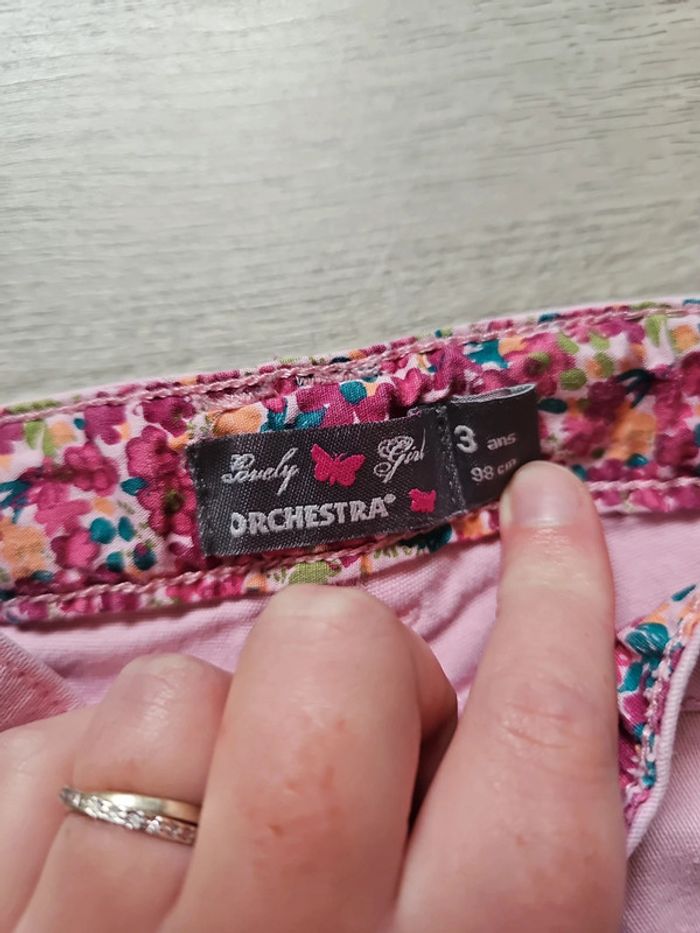 Lovely Girl
ORCHESTRA®
3 ans
98 cm